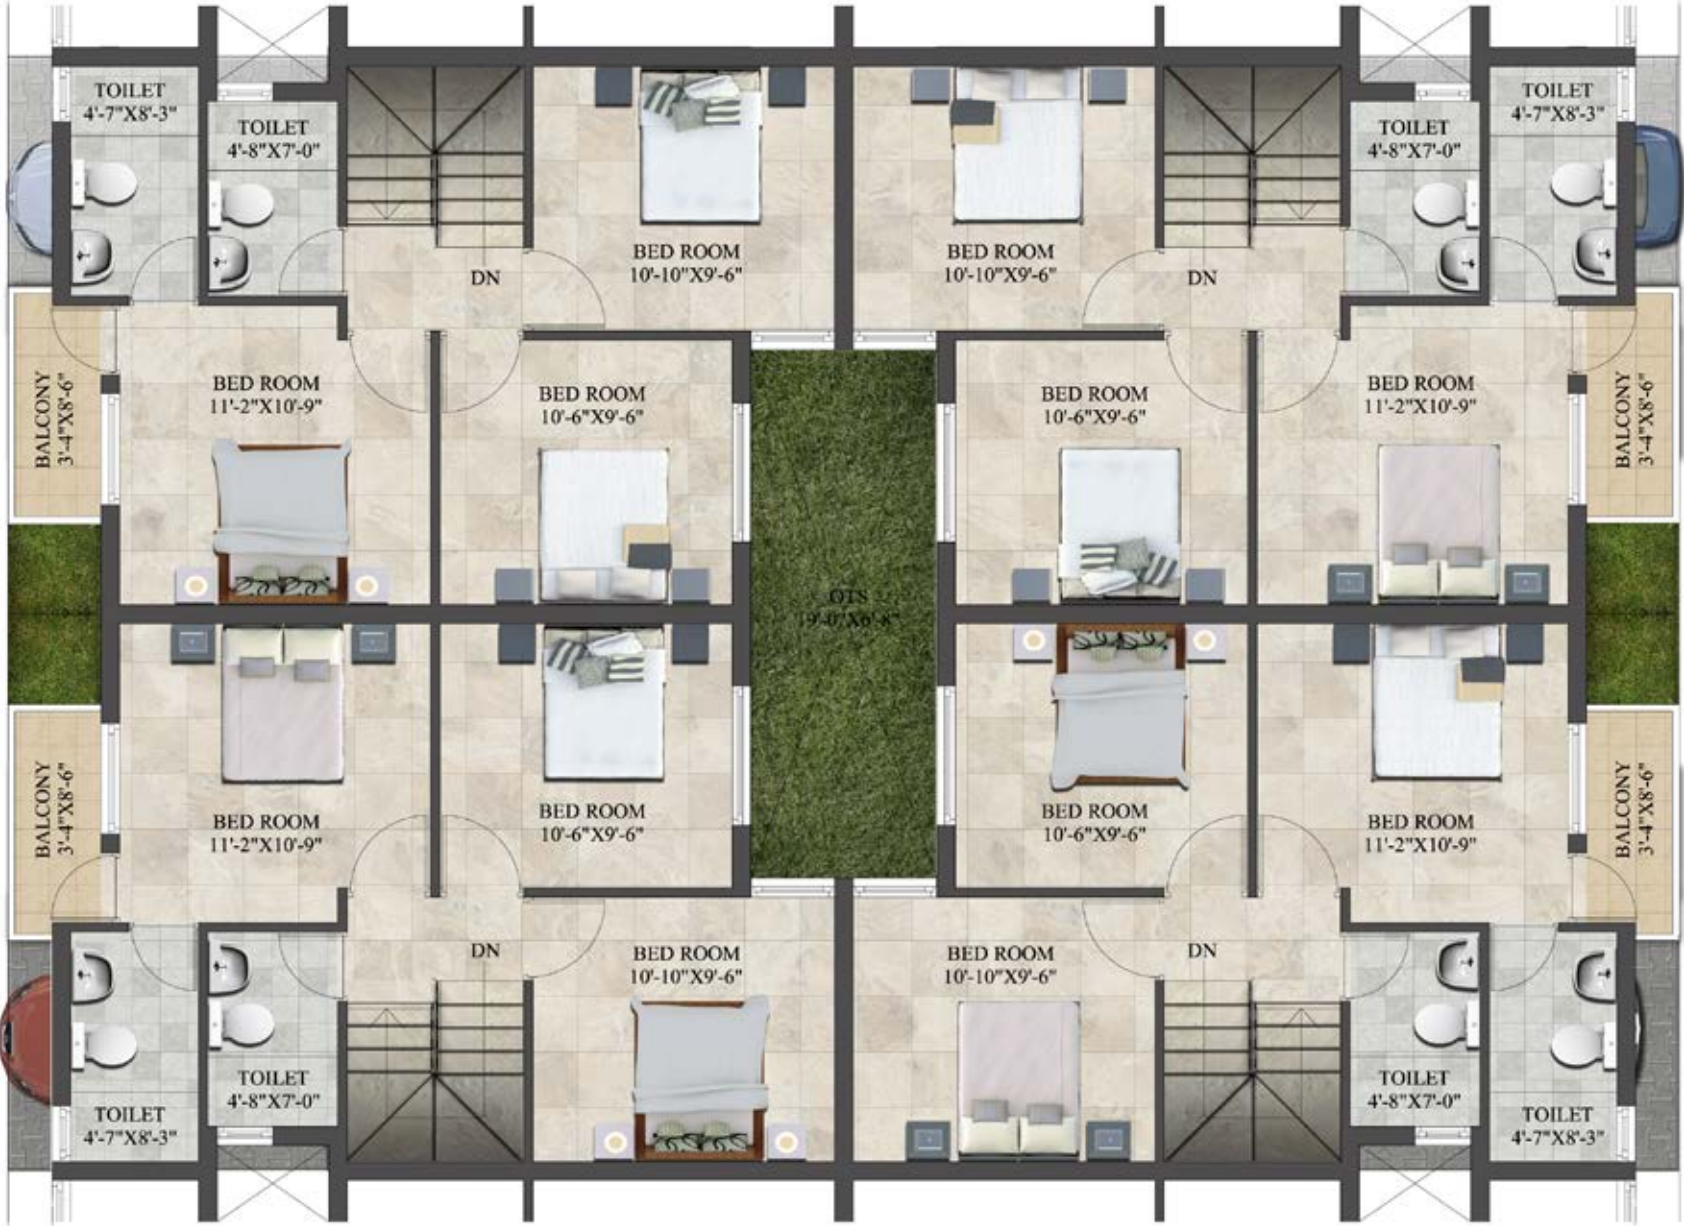 TOILET
4'-7"X8'-3"
TOILET
4'-8"X7'-0"
BED ROOM
10'-10"X9'-6"
BED ROOM
10'-10"X9'-6"
TOILET
4'-8"X7'-0"
TOILET
4'-7"X8'-3"
DN
DN
BALCONY
3'-4"X8'-6"
BED ROOM
11'-2"X10'-9"
BED ROOM
10'-6"X9'-6"
BED ROOM
10'-6"X9'-6"
BED ROOM
11'-2"X10'-9"
BALCONY
3'-4"X8'-6"
OTS
19'-0"X6'-8"
BALCONY
3'-4"X8'-6"
BED ROOM
11'-2"X10'-9"
BED ROOM
10'-6"X9'-6"
BED ROOM
10'-6"X9'-6"
BED ROOM
11'-2"X10'-9"
BALCONY
3'-4"X8'-6"
DN
BED ROOM
10'-10"X9'-6"
BED ROOM
10'-10"X9'-6"
DN
TOILET
4'-7"X8'-3"
TOILET
4'-8"X7'-0"
TOILET
4'-8"X7'-0"
TOILET
4'-7"X8'-3"